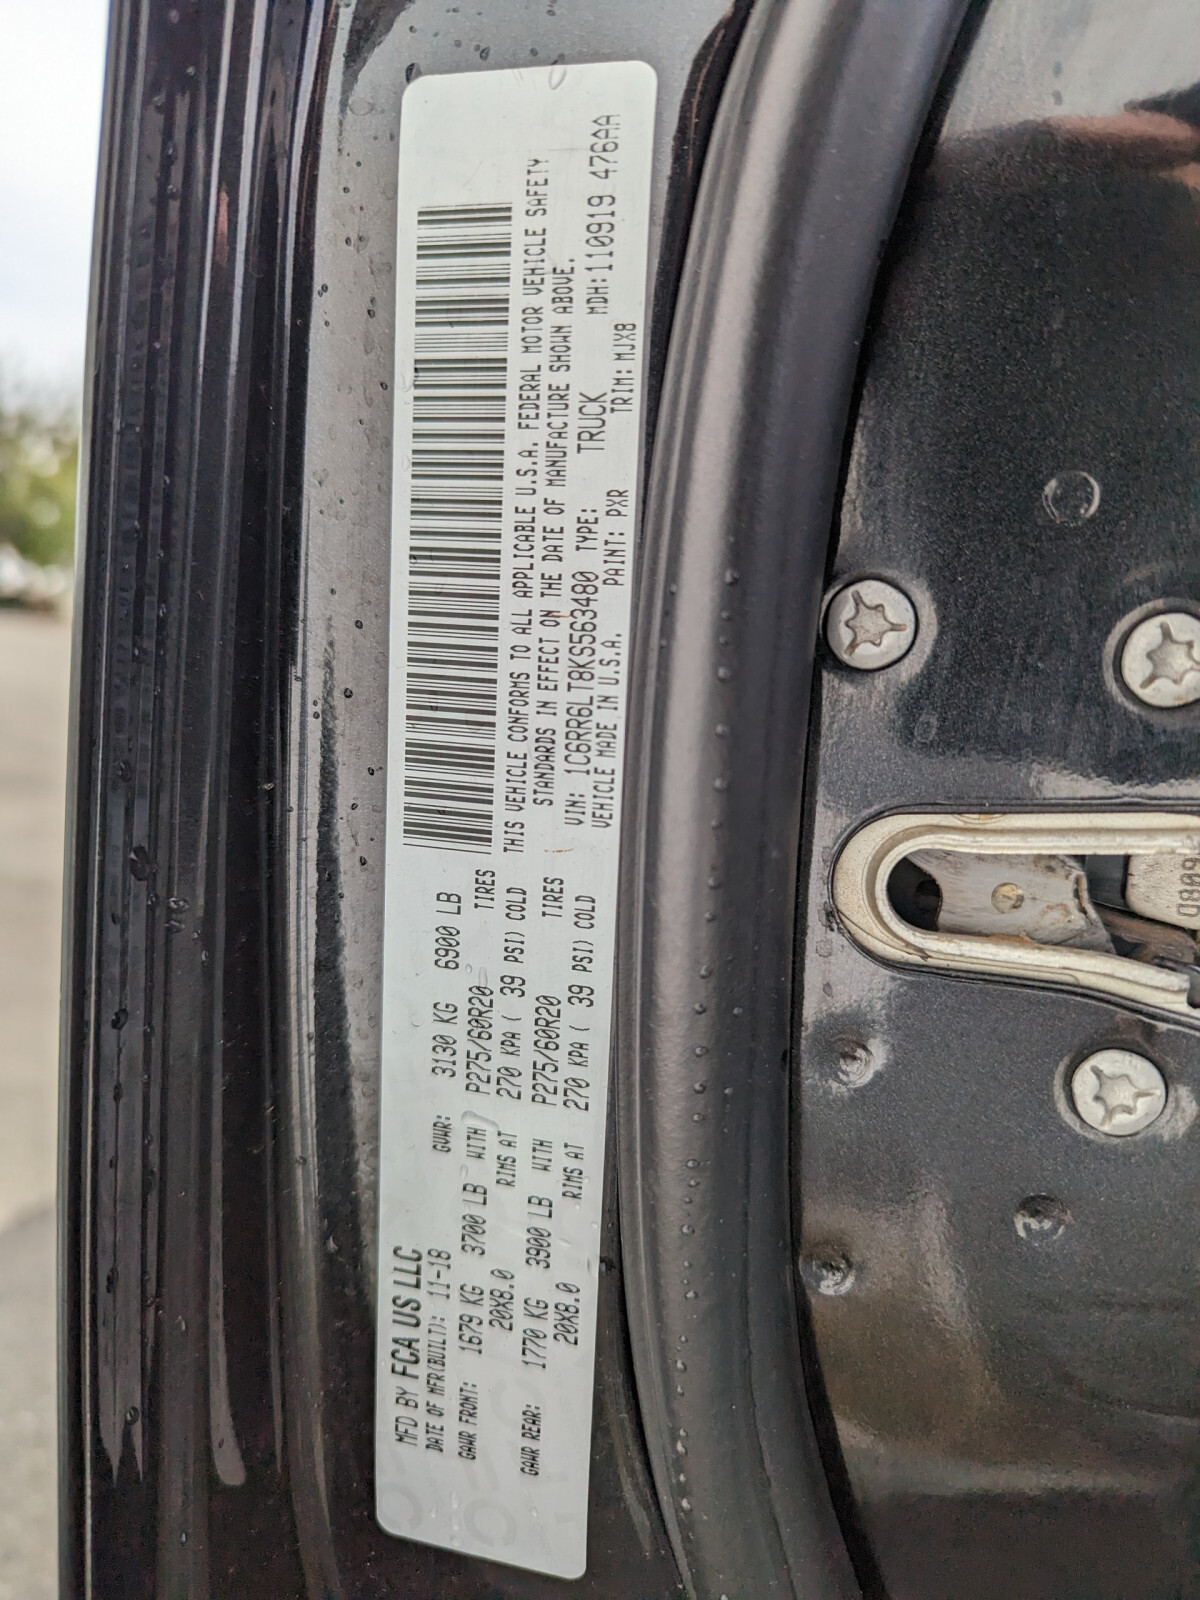 MFD BY FCA US LLC
DATE OF MFR(BUILT): 11-18 GVWR: 3130 KG 6900 LB
GAWR FRONT: 1679 KG 3700 LB WITH P275/60R20 TIRES
20X8.0 RIMS AT 270 KPA ( 39 PSI) COLD
GAWR REAR: 1770 KG 3900 LB WITH P275/60R20 TIRES
20X8.0 RIMS AT 270 KPA ( 39 PSI) COLD
THIS VEHICLE CONFORMS TO ALL APPLICABLE U.S.A. FEDERAL MOTOR VEHICLE SAFETY
STANDARDS IN EFFECT ON THE DATE OF MANUFACTURE SHOWN ABOVE.
VIN: 1C6RR6LT8KS563480 TYPE: TRUCK MDH:110919 476AA
VEHICLE MADE IN U.S.A. PAINT: PXR TRIM: MJX8